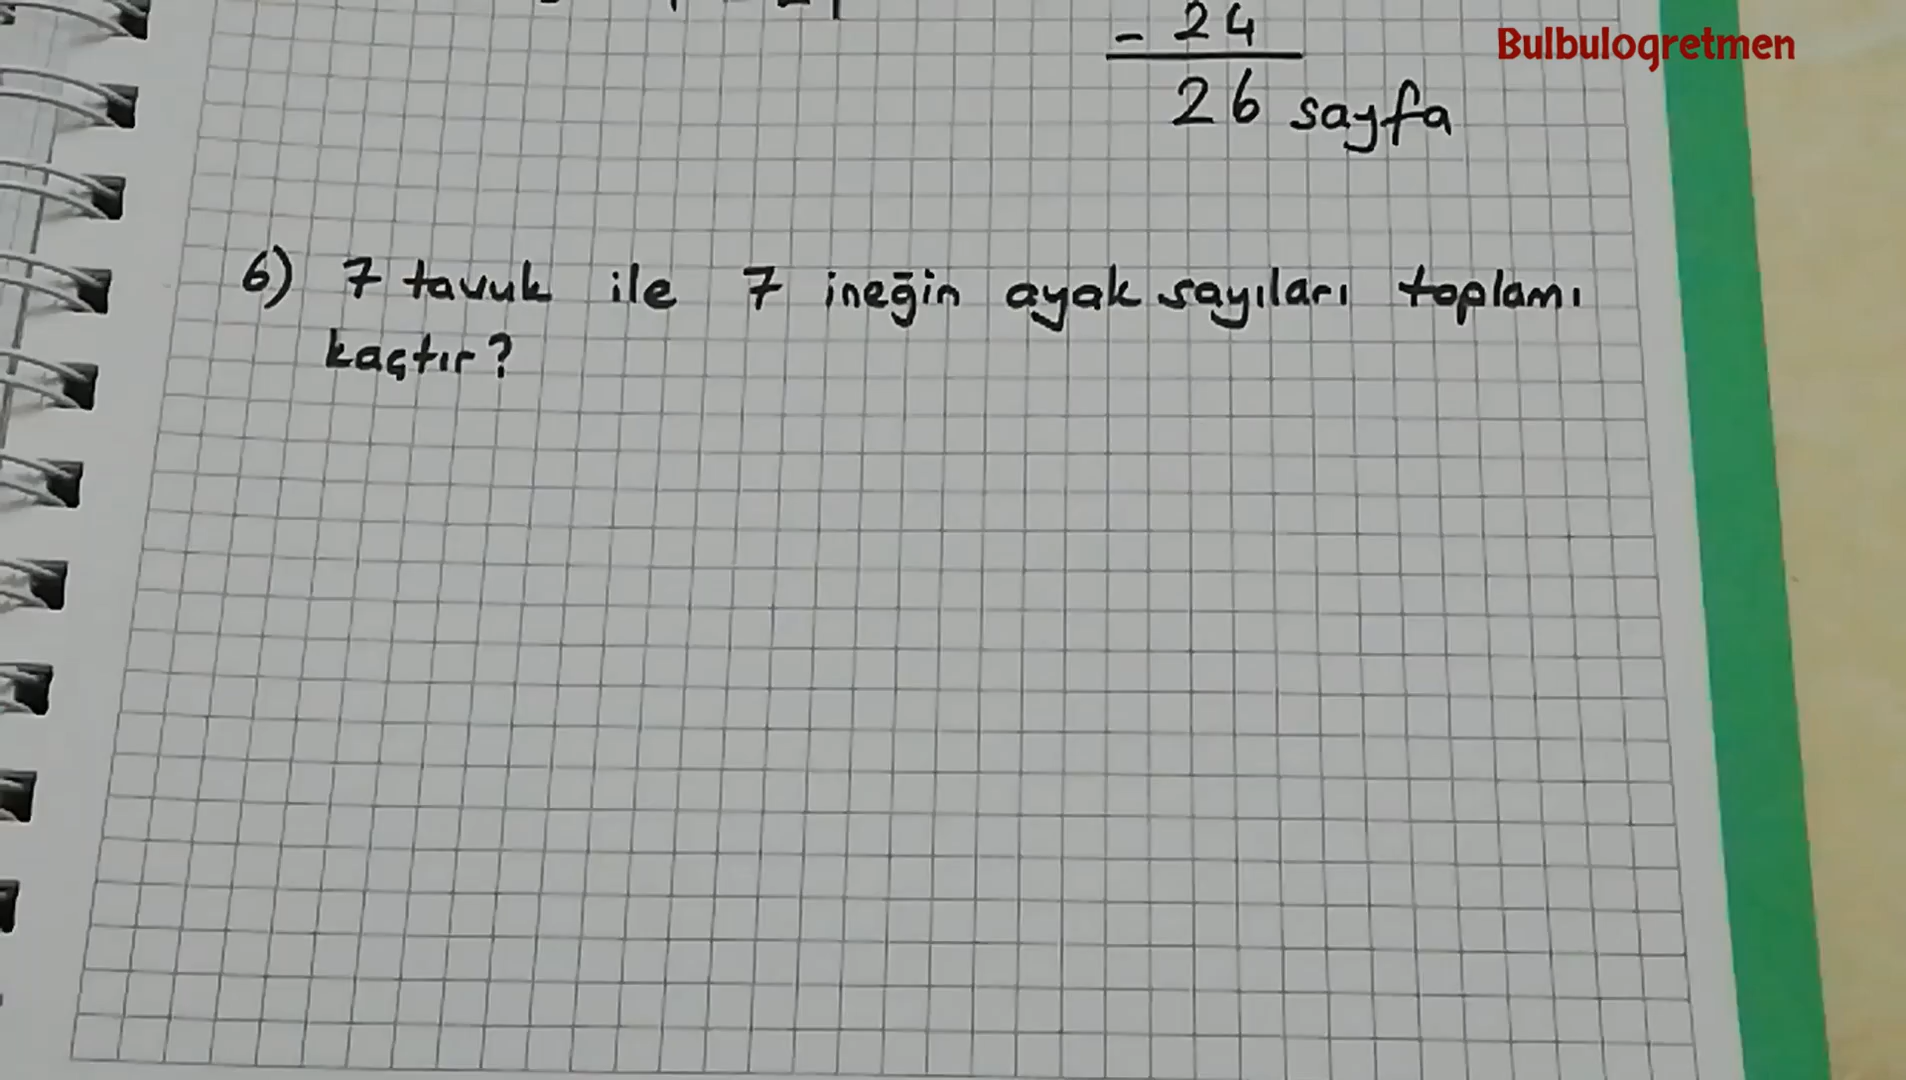 - 24
Bulbulogretmen
26 sayfa
6) 7 tavuk ile 7 ineğin ayak sayıları toplamı
kaçtır?